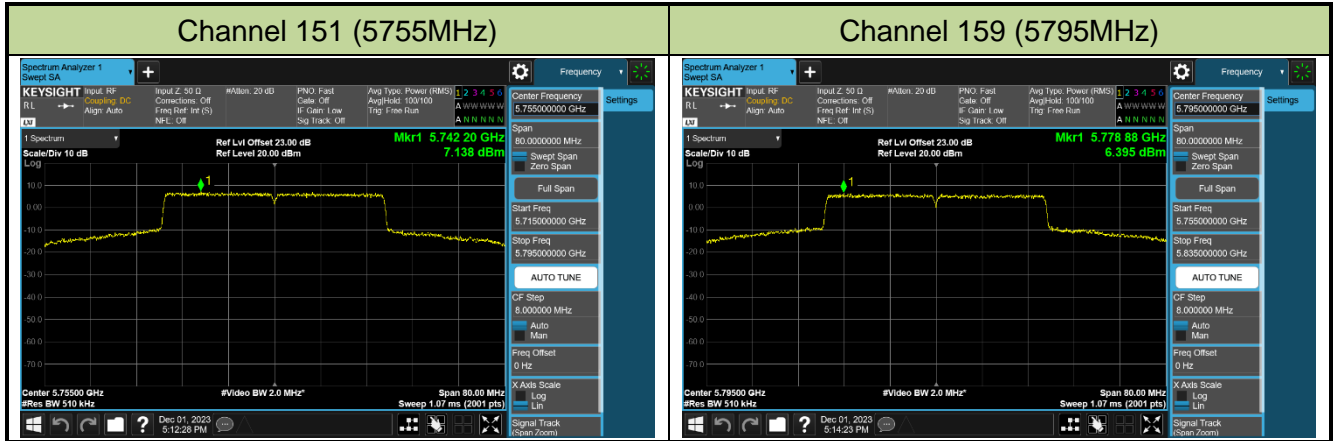 Channel 151 (5755MHz)
Channel 159 (5795MHz)
Spectrum Analyzer 1
Swept SA
+
Frequency
KEYSIGHT
RL
LXI
Input: RF
Coupling: DC
Align: Auto
Input Z: 50 Ω
Corrections: Off
Freq Ref: Int (S)
NFE: Off
#Atten: 20 dB
PNO: Fast
Gate: Off
IF Gain: Low
Sig Track: Off
Avg Type: Power (RMS)
Avg|Hold: 100/100
Trig: Free Run
1 2 3 4 5 6
A W W W W W
A N N N N N
Center Frequency
5.755000000 GHz
Settings
Span
80.0000000 MHz
Swept Span
Zero Span
Full Span
Start Freq
5.715000000 GHz
Stop Freq
5.795000000 GHz
AUTO TUNE
CF Step
8.000000 MHz
Auto
Man
Freq Offset
0 Hz
X Axis Scale
Log
Lin
Signal Track
(Span Zoom)
1 Spectrum
Scale/Div 10 dB
Log
Ref Lvl Offset 23.00 dB
Ref Level 20.00 dBm
Mkr1 5.742 20 GHz
7.138 dBm
1
10.0
0.00
-10.0
-20.0
-30.0
-40.0
-50.0
-60.0
-70.0
Center 5.75500 GHz
#Res BW 510 kHz
#Video BW 2.0 MHz*
Span 80.00 MHz
Sweep 1.07 ms (2001 pts)
?
Dec 01, 2023
5:12:28 PM
Spectrum Analyzer 1
Swept SA
+
Frequency
KEYSIGHT
RL
LXI
Input: RF
Coupling: DC
Align: Auto
Input Z: 50 Ω
Corrections: Off
Freq Ref: Int (S)
NFE: Off
#Atten: 20 dB
PNO: Fast
Gate: Off
IF Gain: Low
Sig Track: Off
Avg Type: Power (RMS)
Avg|Hold: 100/100
Trig: Free Run
1 2 3 4 5 6
A W W W W W
A N N N N N
Center Frequency
5.795000000 GHz
Settings
Span
80.0000000 MHz
Swept Span
Zero Span
Full Span
Start Freq
5.755000000 GHz
Stop Freq
5.835000000 GHz
AUTO TUNE
CF Step
8.000000 MHz
Auto
Man
Freq Offset
0 Hz
X Axis Scale
Log
Lin
Signal Track
(Span Zoom)
1 Spectrum
Scale/Div 10 dB
Log
Ref Lvl Offset 23.00 dB
Ref Level 20.00 dBm
Mkr1 5.778 88 GHz
6.395 dBm
1
10.0
0.00
-10.0
-20.0
-30.0
-40.0
-50.0
-60.0
-70.0
Center 5.79500 GHz
#Res BW 510 kHz
#Video BW 2.0 MHz*
Span 80.00 MHz
Sweep 1.07 ms (2001 pts)
?
Dec 01, 2023
5:14:23 PM